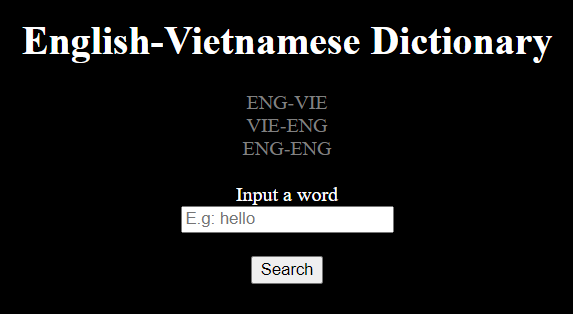 English-Vietnamese Dictionary
ENG-VIE
VIE-ENG
ENG-ENG
Input a word
E.g: hello
Search